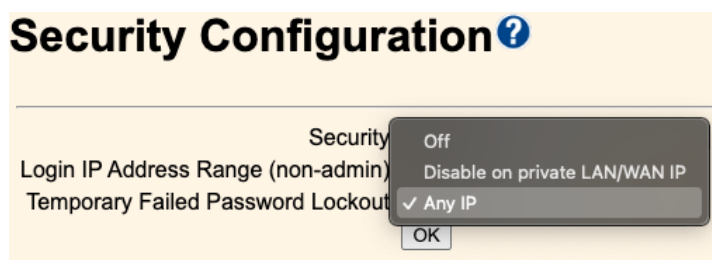 Security Configuration?
Security
Off
Login IP Address Range (non-admin)
Disable on private LAN/WAN IP
Temporary Failed Password Lockout
✓ Any IP
OK